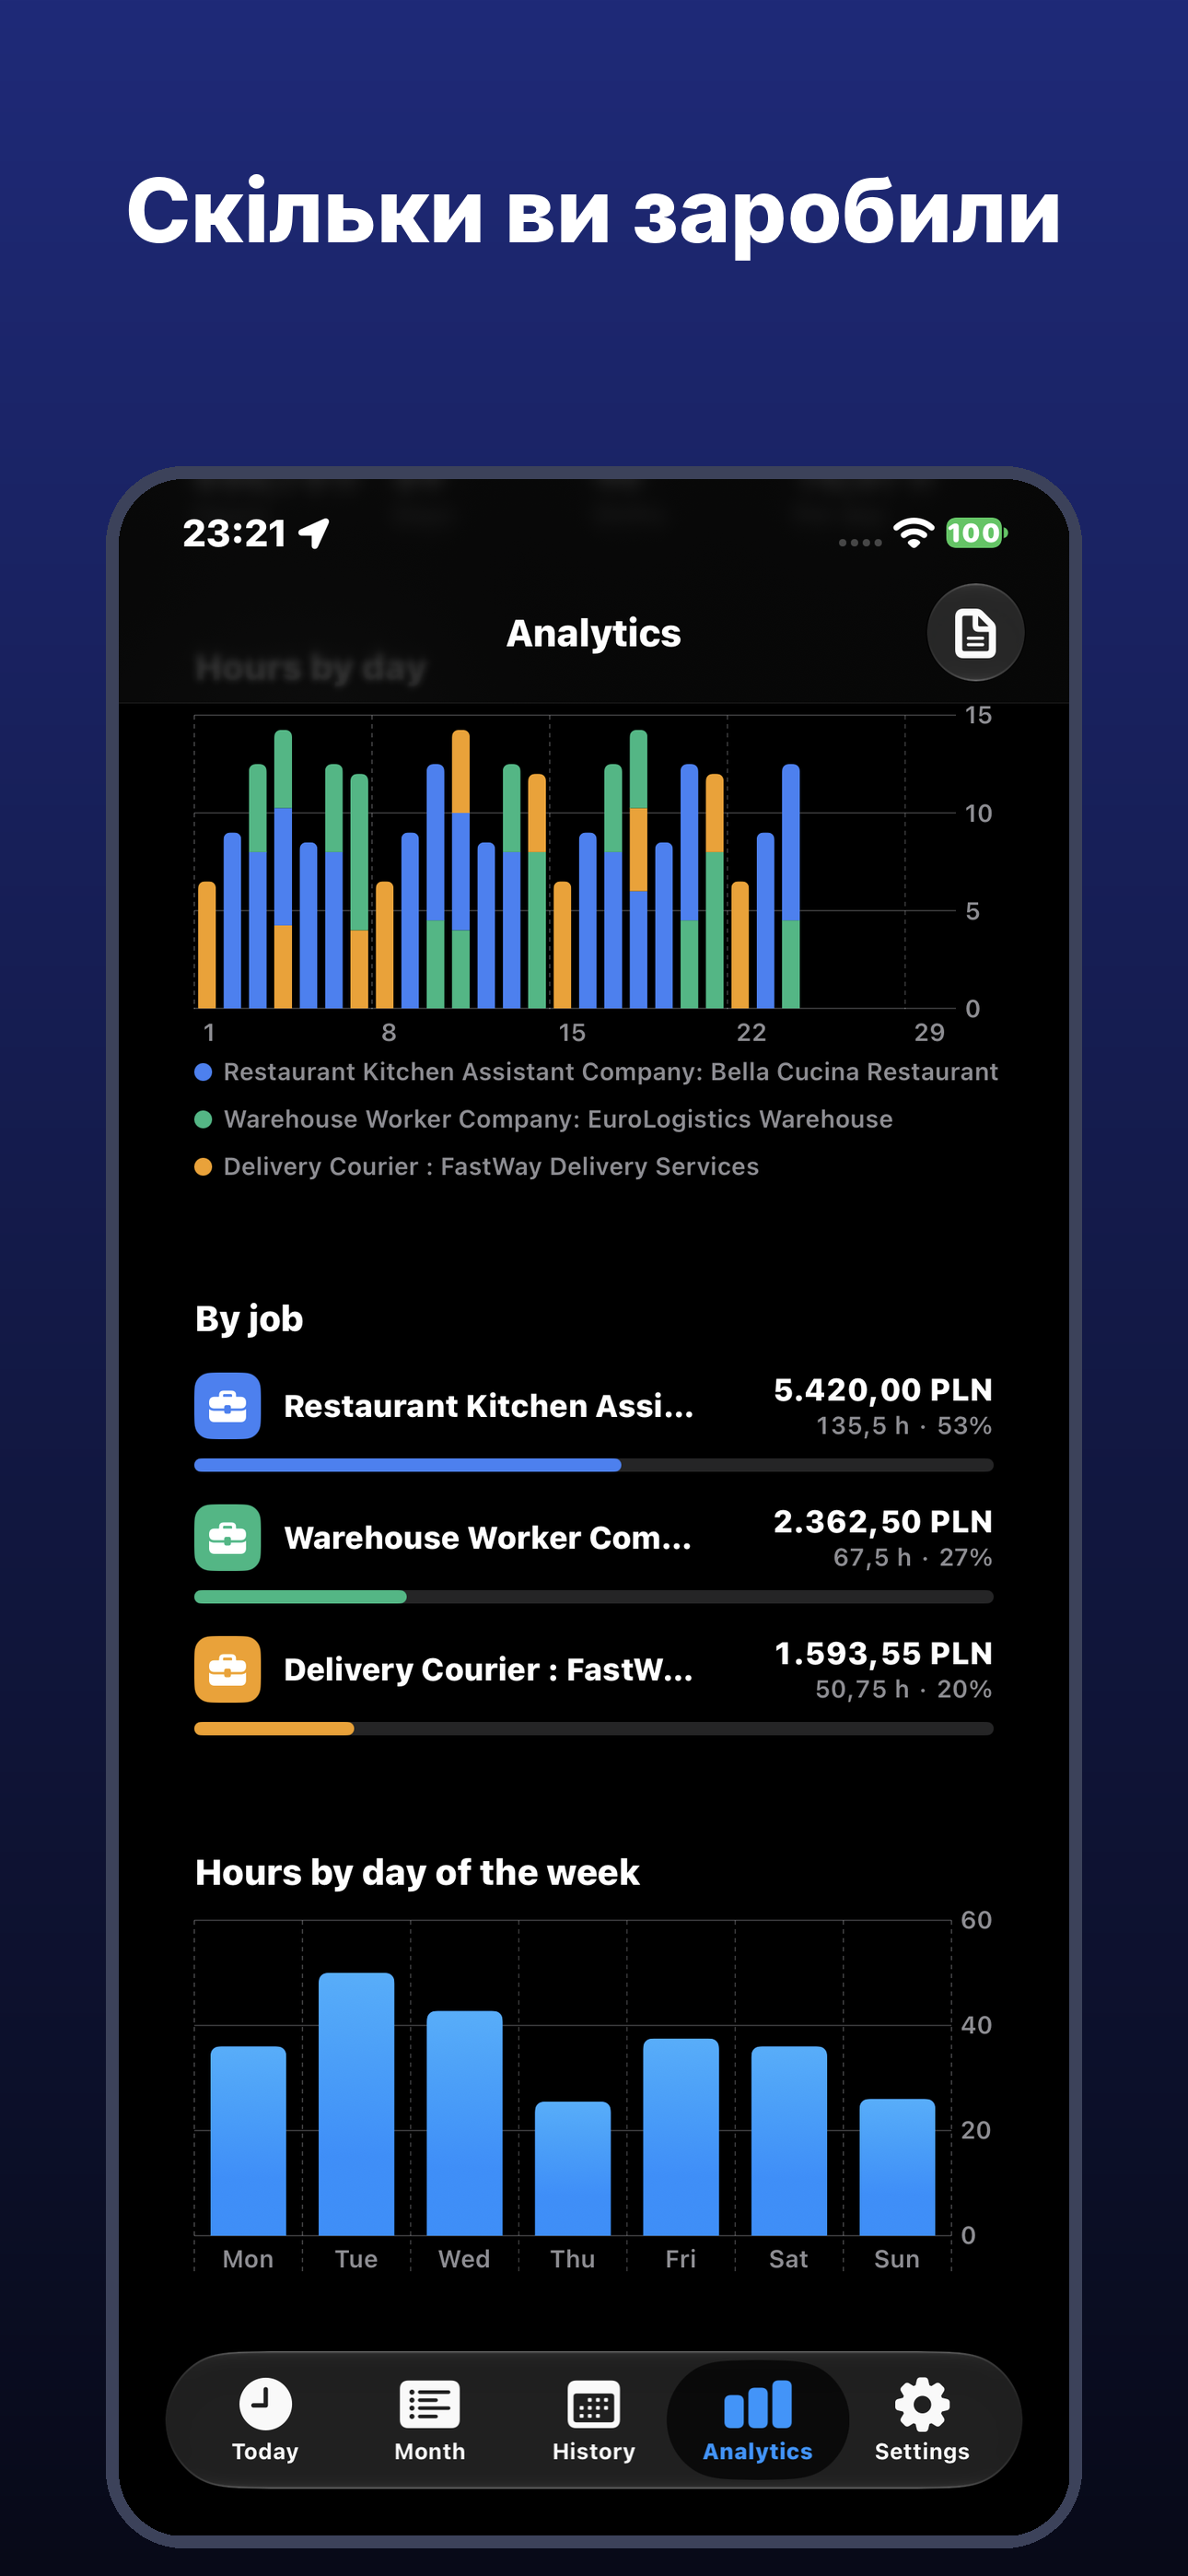 Скільки ви заробили
23:21
100
Analytics
Hours by day
15
10
5
0
1 8 15 22 29
Restaurant Kitchen Assistant Company: Bella Cucina Restaurant
Warehouse Worker Company: EuroLogistics Warehouse
Delivery Courier : FastWay Delivery Services
By job
Restaurant Kitchen Assi...
5.420,00 PLN
135,5 h · 53%
Warehouse Worker Com...
2.362,50 PLN
67,5 h · 27%
Delivery Courier : FastW...
1.593,55 PLN
50,75 h · 20%
Hours by day of the week
60
40
20
0
Mon Tue Wed Thu Fri Sat Sun
Today Month History Analytics Settings